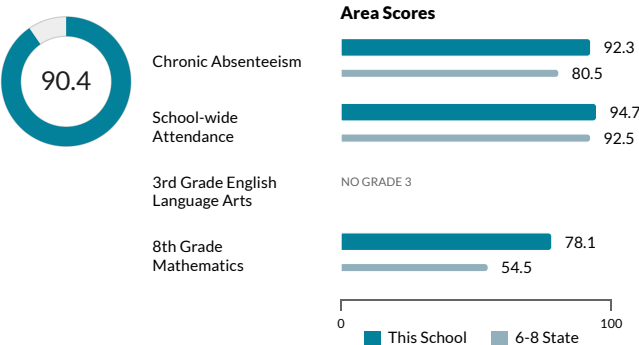 Area Scores
90.4
Chronic Absenteeism
92.3
80.5
School-wide
Attendance
94.7
92.5
3rd Grade English
Language Arts
NO GRADE 3
8th Grade
Mathematics
78.1
54.5
0
100
This School
6-8 State